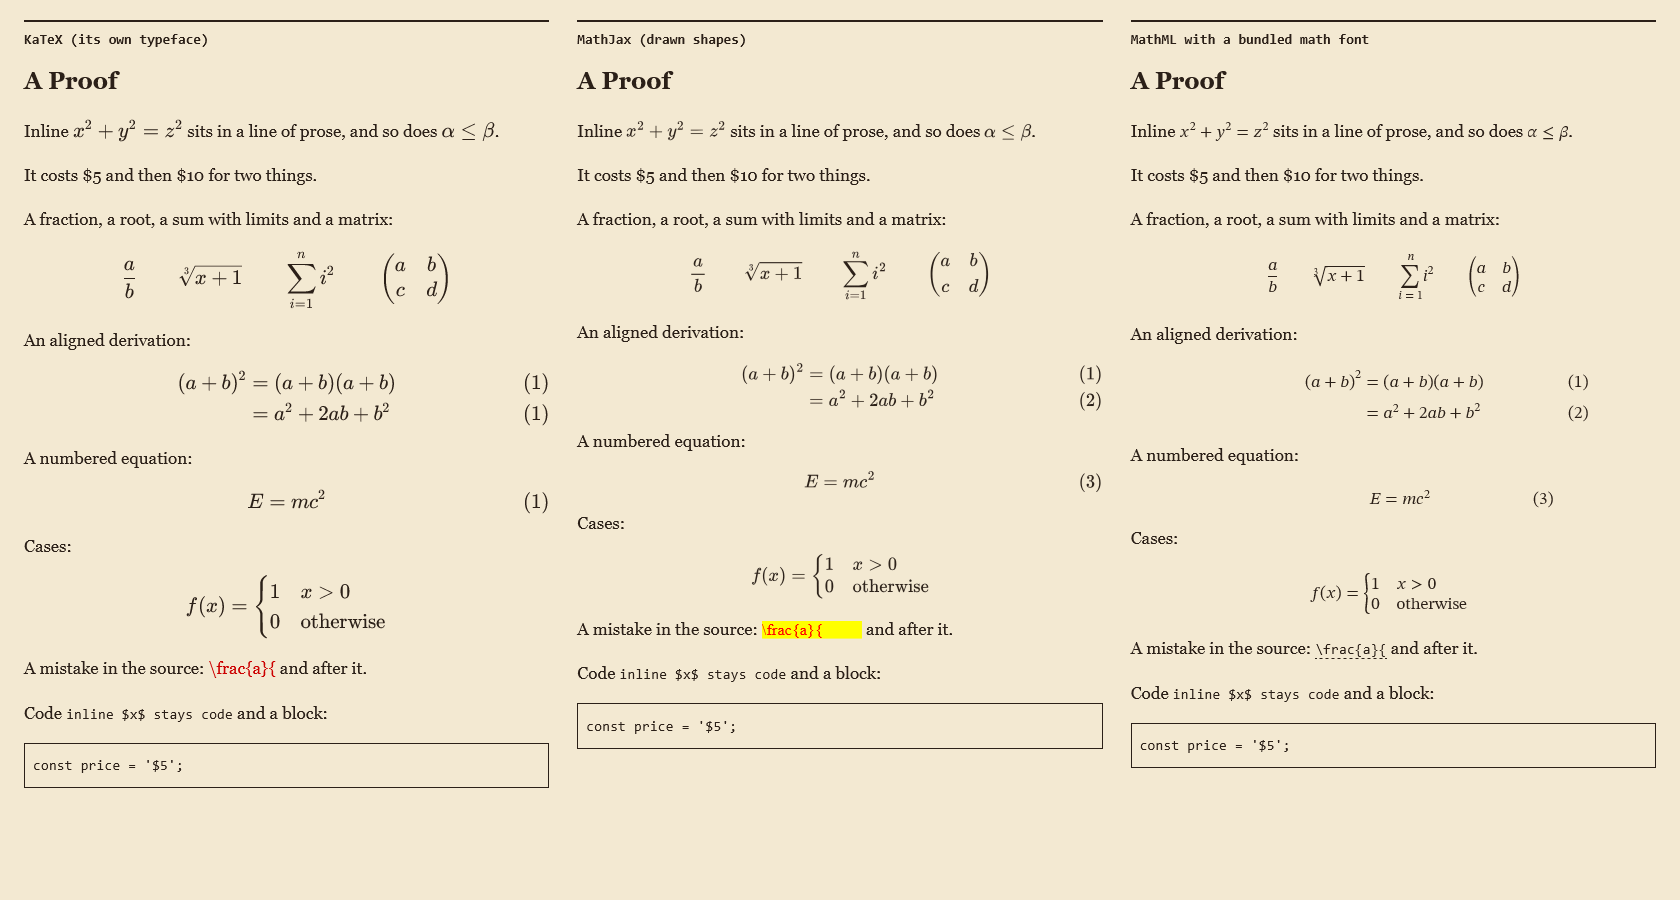 KaTeX (its own typeface)
A Proof
Inline x² + y² = z² sits in a line of prose, and so does α ≤ β.
It costs $5 and then $10 for two things.
A fraction, a root, a sum with limits and a matrix:
a/b ∛(x + 1) ∑_{i=1}^{n} i² (a b; c d)
An aligned derivation:
(a + b)² = (a + b)(a + b) (1)
= a² + 2ab + b² (1)
A numbered equation:
E = mc² (1)
Cases:
f(x) = { 1 x > 0
0 otherwise
A mistake in the source: \frac{a}{ and after it.
Code inline $x$ stays code and a block:
const price = '$5';
MathJax (drawn shapes)
A Proof
Inline x² + y² = z² sits in a line of prose, and so does α ≤ β.
It costs $5 and then $10 for two things.
A fraction, a root, a sum with limits and a matrix:
a/b ∛(x + 1) ∑_{i=1}^{n} i² (a b; c d)
An aligned derivation:
(a + b)² = (a + b)(a + b) (1)
= a² + 2ab + b² (2)
A numbered equation:
E = mc² (3)
Cases:
f(x) = { 1 x > 0
0 otherwise
A mistake in the source: \frac{a}{ and after it.
Code inline $x$ stays code and a block:
const price = '$5';
MathML with a bundled math font
A Proof
Inline x² + y² = z² sits in a line of prose, and so does α ≤ β.
It costs $5 and then $10 for two things.
A fraction, a root, a sum with limits and a matrix:
a/b ∛(x + 1) ∑_{i = 1}^{n} i² (a b; c d)
An aligned derivation:
(a + b)² = (a + b)(a + b) (1)
= a² + 2ab + b² (2)
A numbered equation:
E = mc² (3)
Cases:
f(x) = { 1 x > 0
0 otherwise
A mistake in the source: \frac{a}{ and after it.
Code inline $x$ stays code and a block:
const price = '$5';